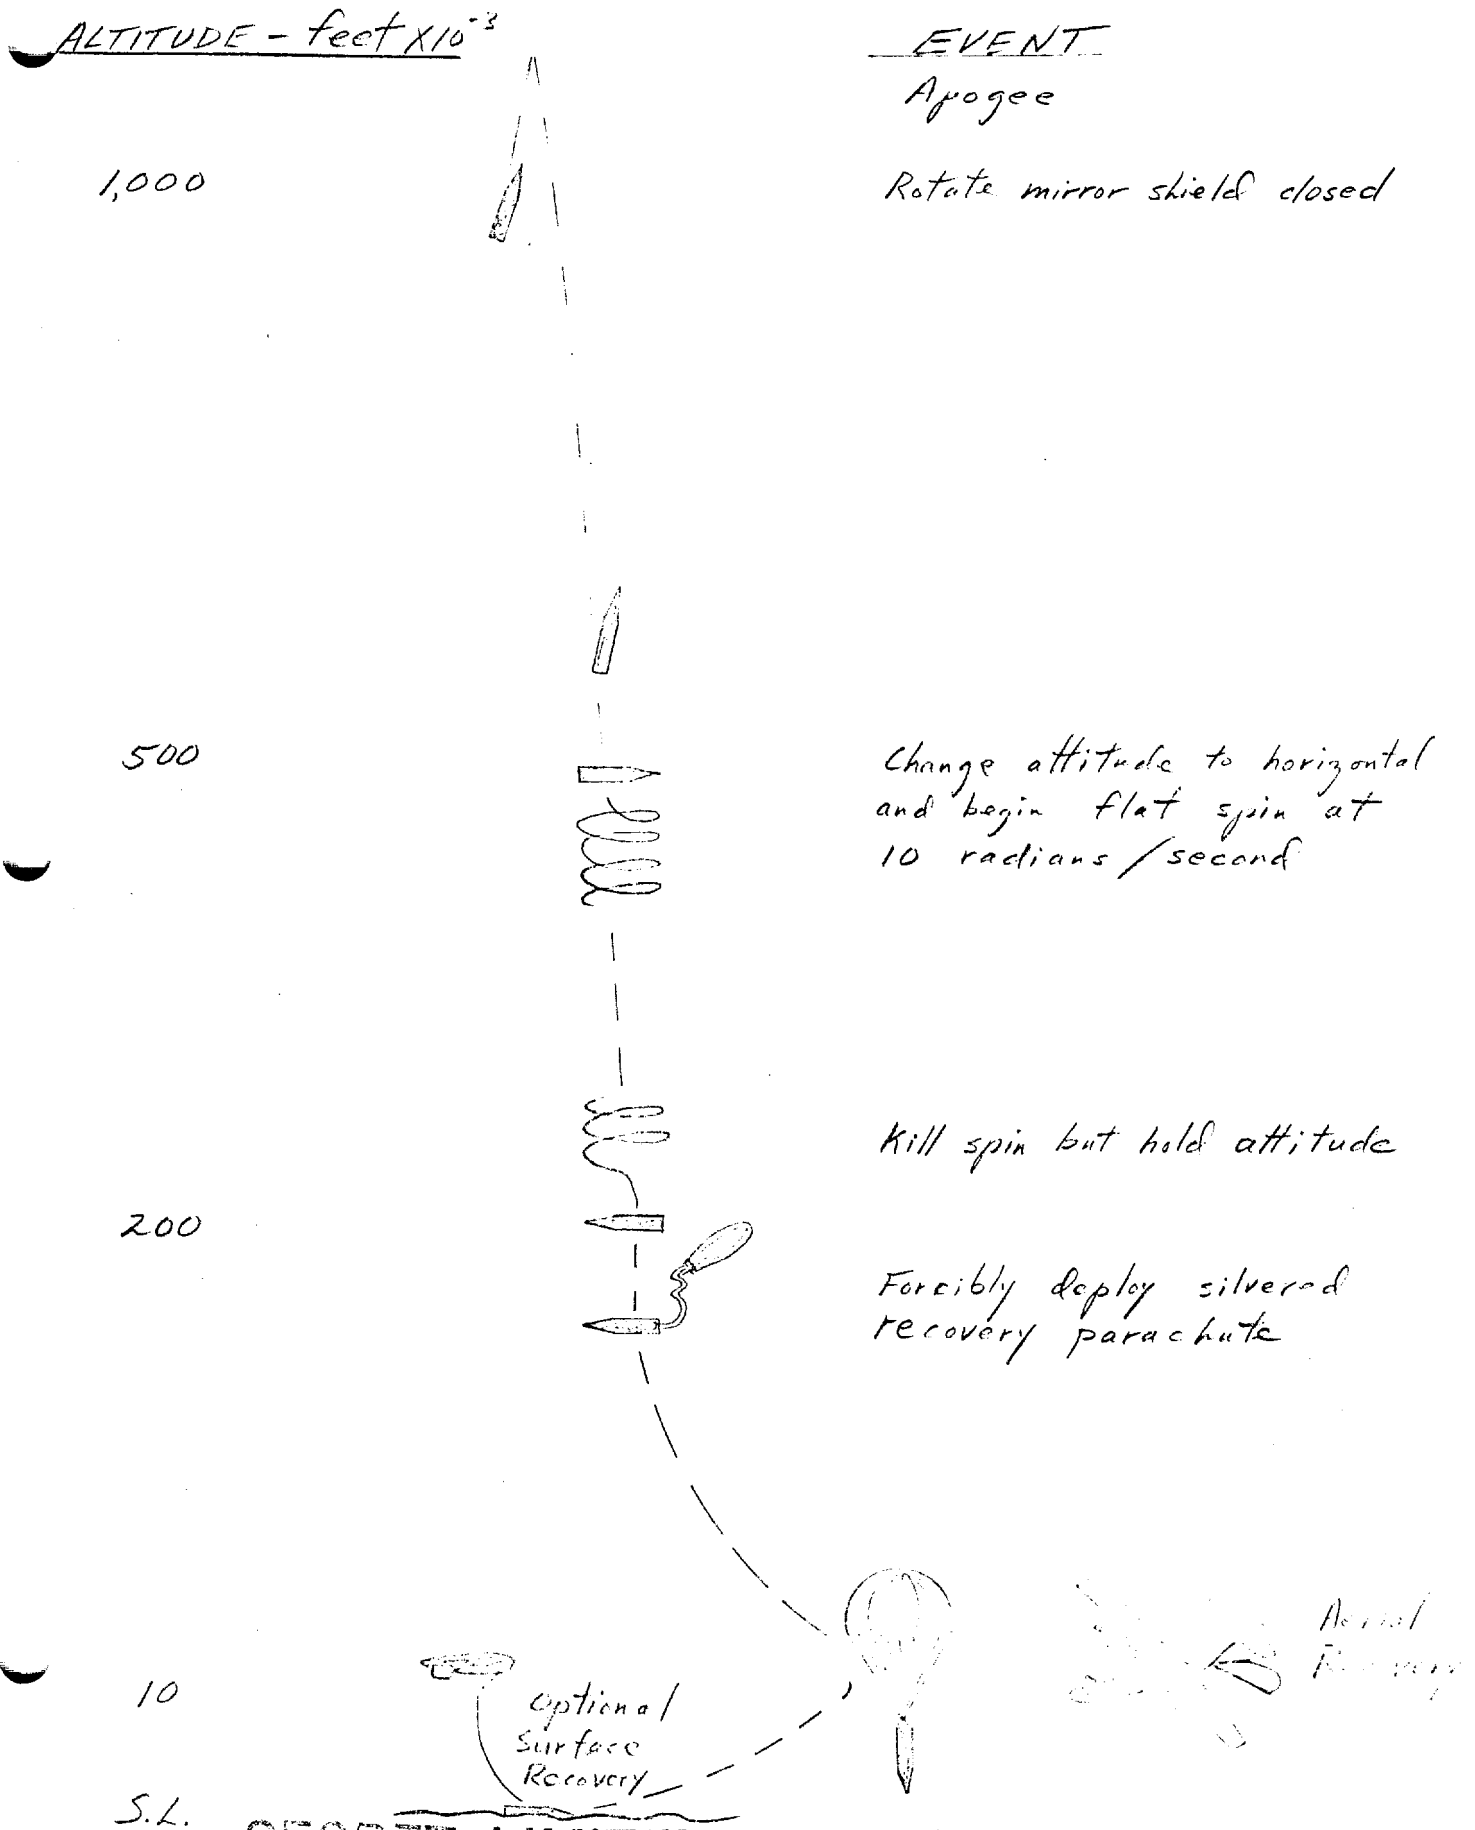 ALTITUDE - feet X10⁻³
EVENT
Apogee
1,000
Rotate mirror shield closed
500
Change attitude to horizontal
and begin flat spin at
10 radians/second
Kill spin but hold attitude
200
Forcibly deploy silvered
recovery parachute
Aerial
Recovery
10
Optional
Surface
Recovery
S.L.